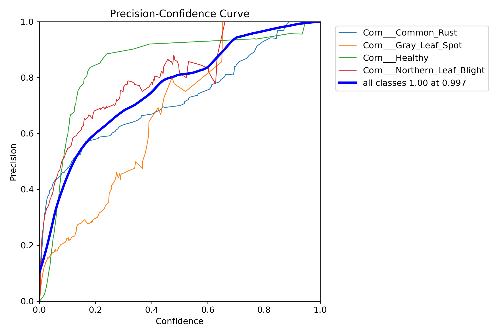 Precision-Confidence Curve
Corn___Common_Rust
Corn___Gray_Leaf_Spot
Corn___Healthy
Corn___Northern_Leaf_Blight
all classes 1.00 at 0.997
Precision
1.0
0.8
0.6
0.4
0.2
0.0
0.0 0.2 0.4 0.6 0.8 1.0
Confidence